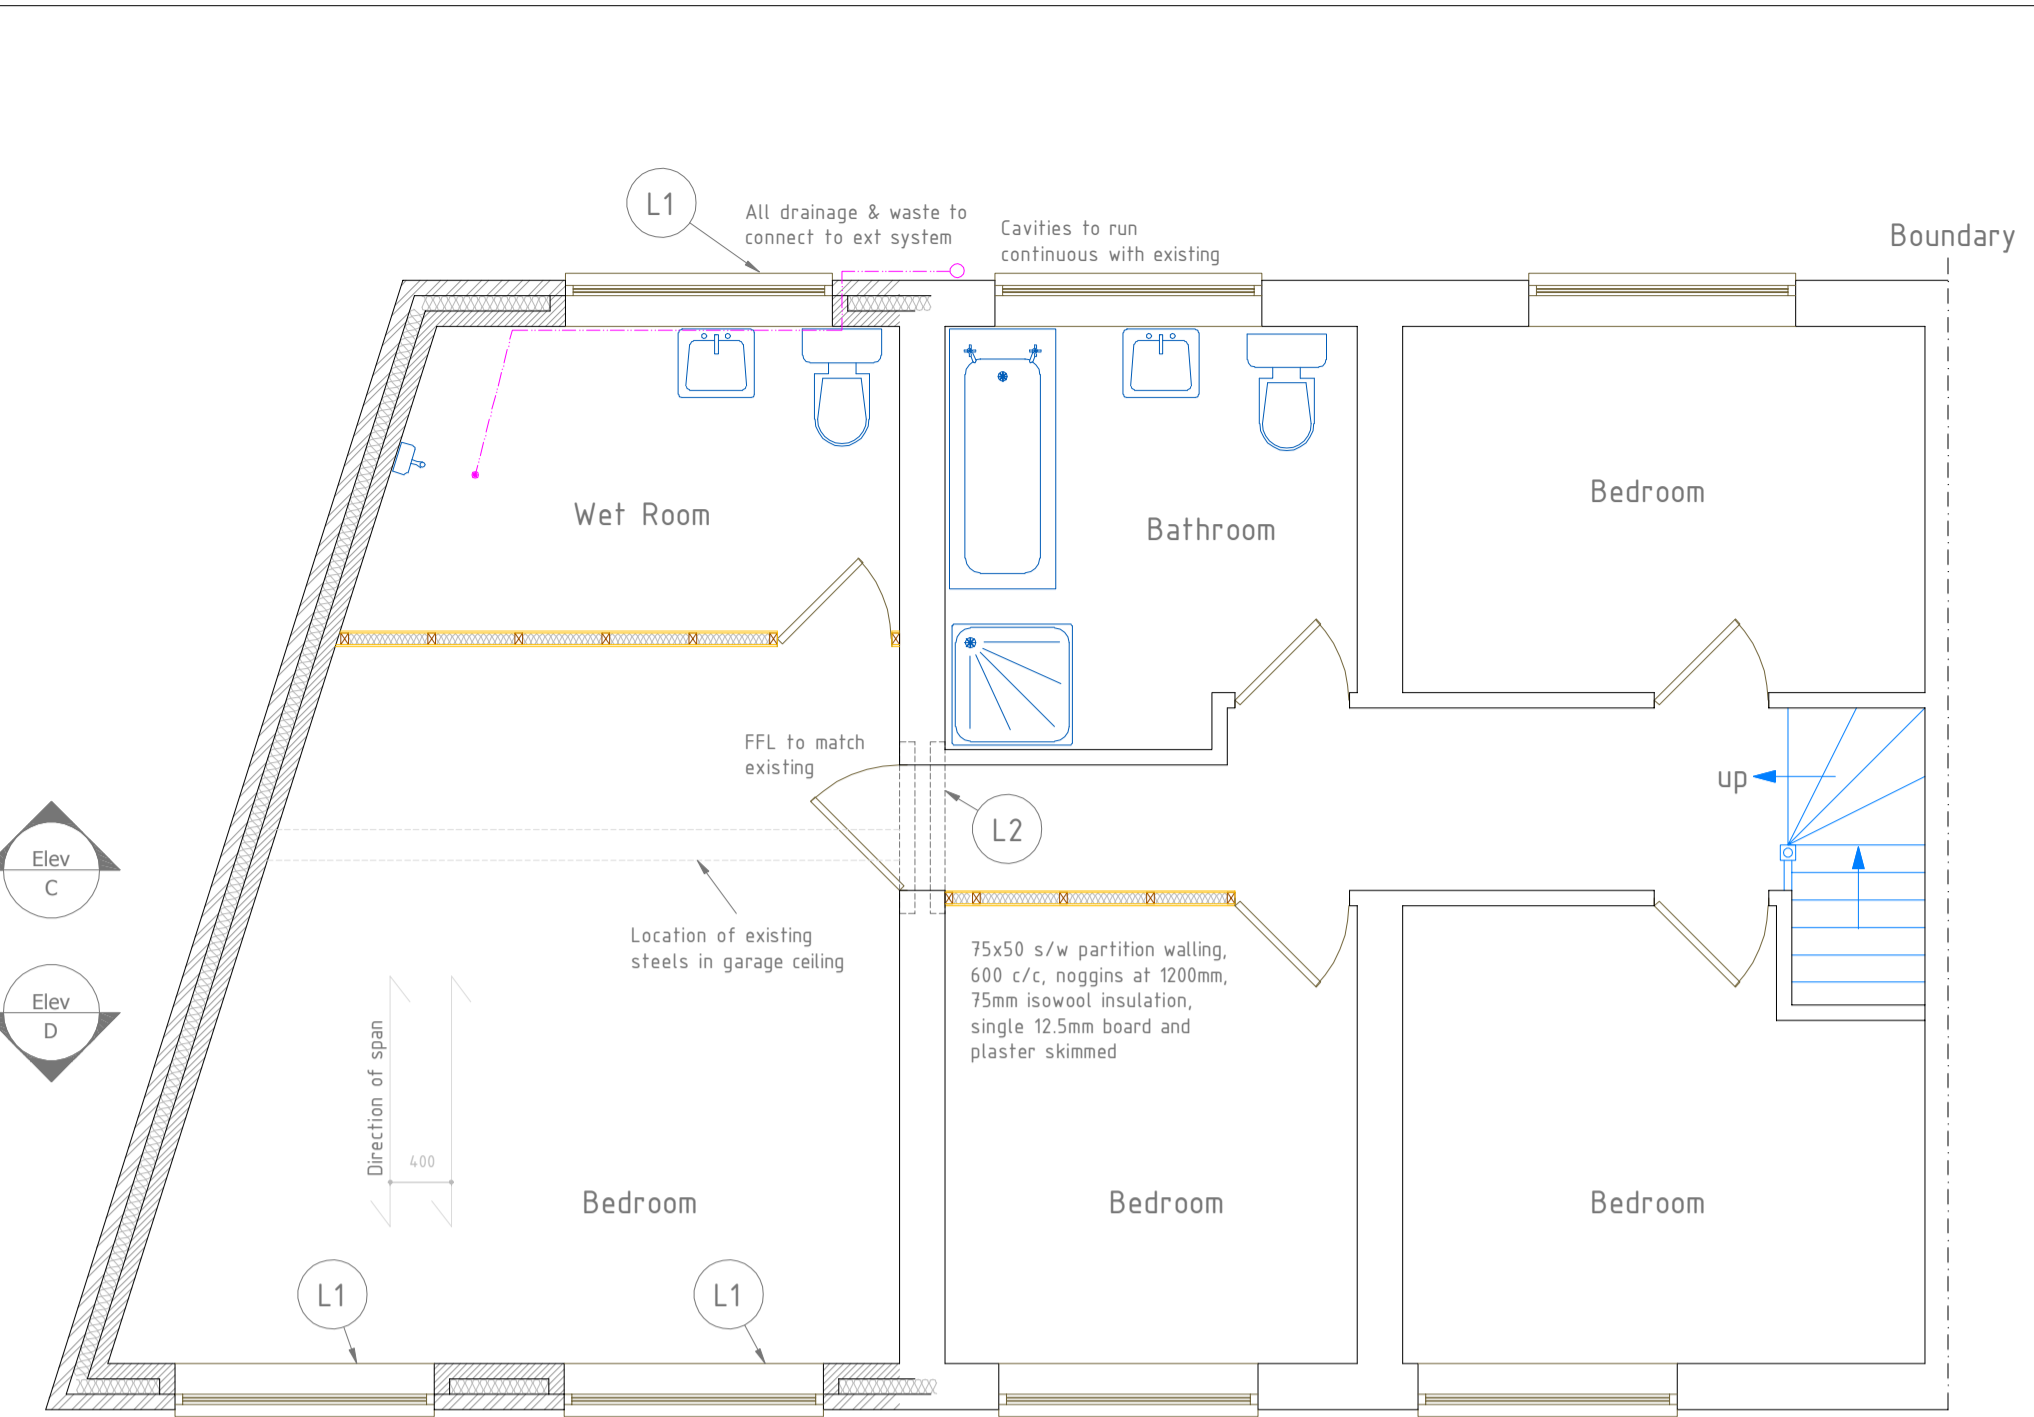 L1
All drainage & waste to
connect to ext system
Cavities to run
continuous with existing
Boundary
Wet Room
Bathroom
Bedroom
FFL to match
existing
up
L2
Elev
C
Location of existing
steels in garage ceiling
75x50 s/w partition walling,
600 c/c, noggins at 1200mm,
75mm isowool insulation,
single 12.5mm board and
plaster skimmed
Elev
D
Direction of span
400
Bedroom
Bedroom
Bedroom
L1
L1